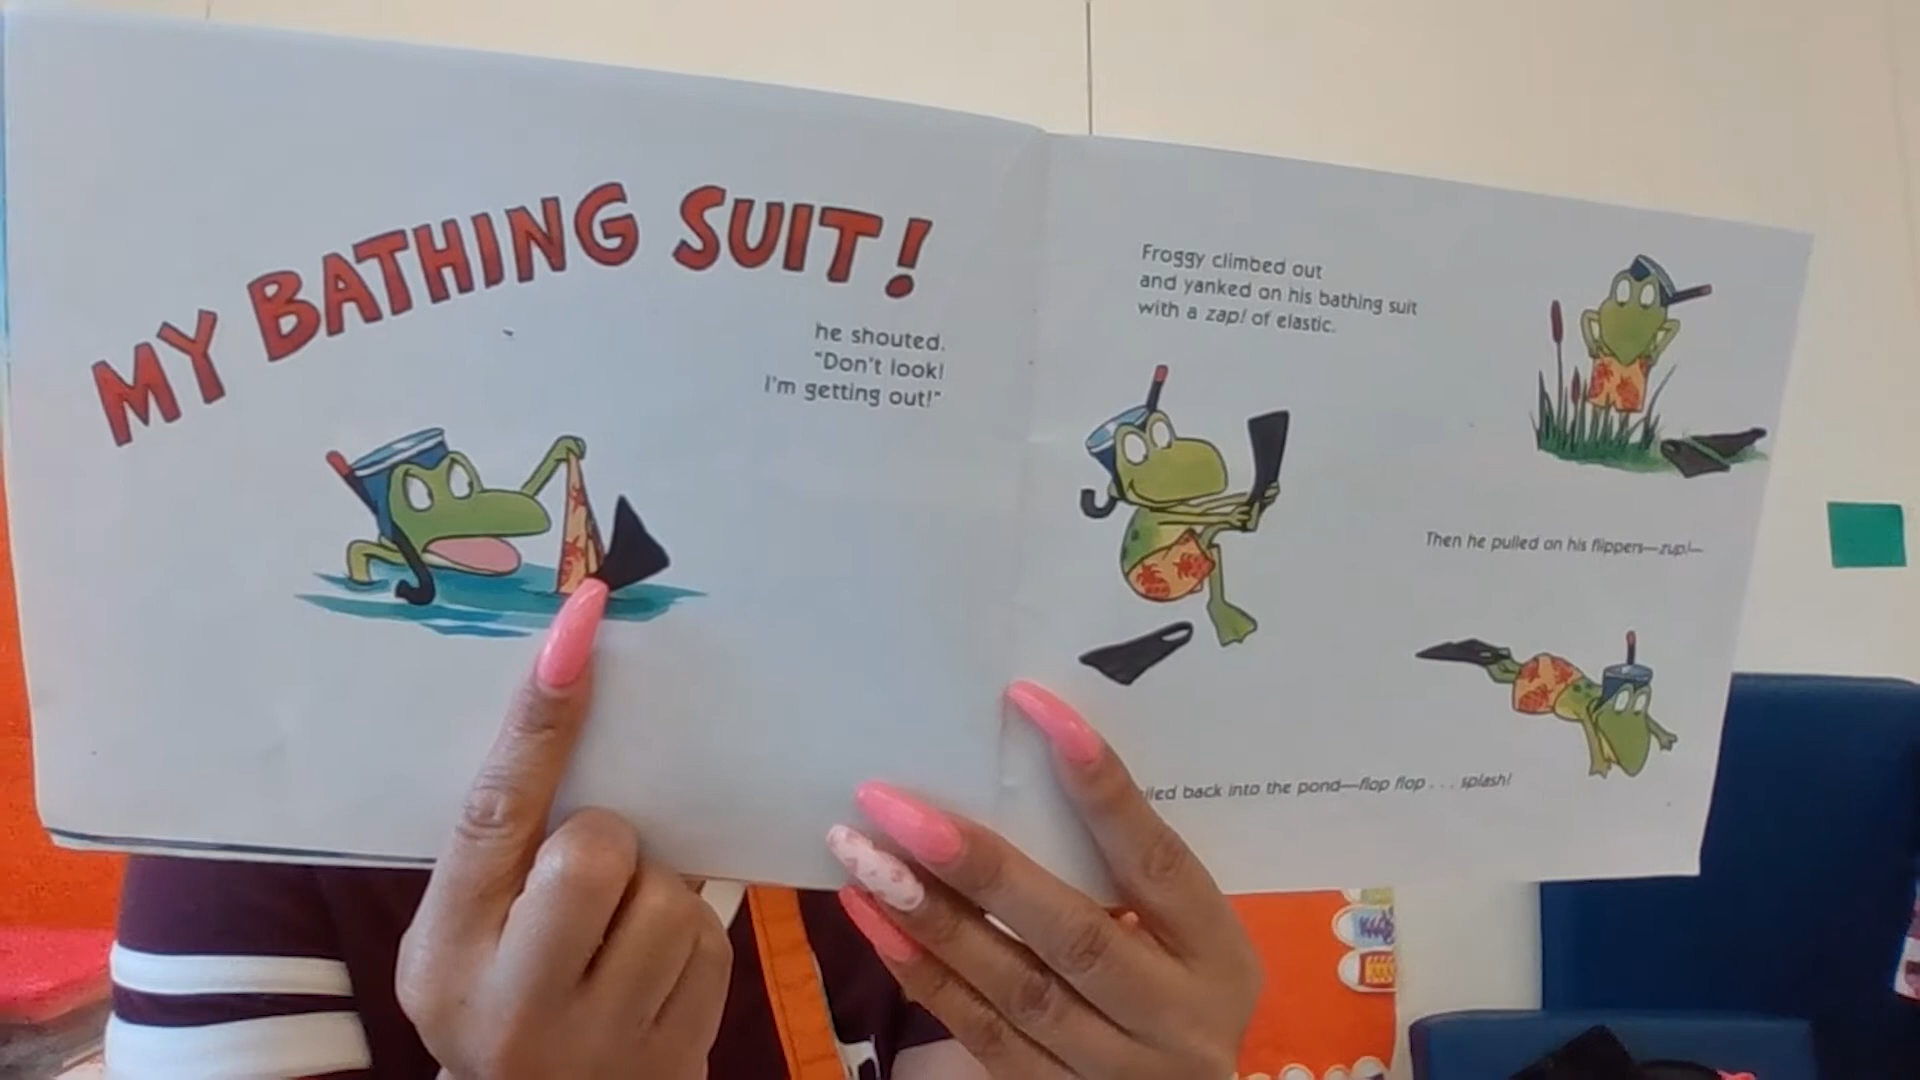 MY BATHING SUIT!
he shouted.
"Don't look!
I'm getting out!"
Froggy climbed out
and yanked on his bathing suit
with a zap! of elastic.
Then he pulled on his flippers—zup!—
back into the pond—flop flop . . . splash!